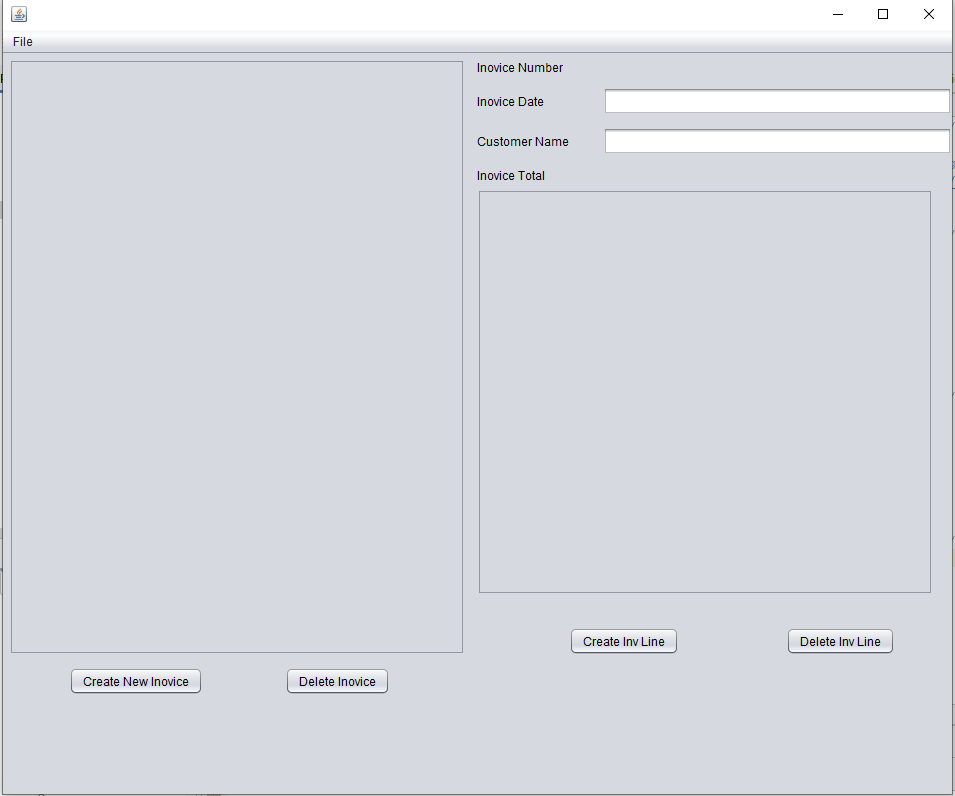 File
Inovice Number
Inovice Date
Customer Name
Inovice Total
Create Inv Line
Delete Inv Line
Create New Inovice
Delete Inovice